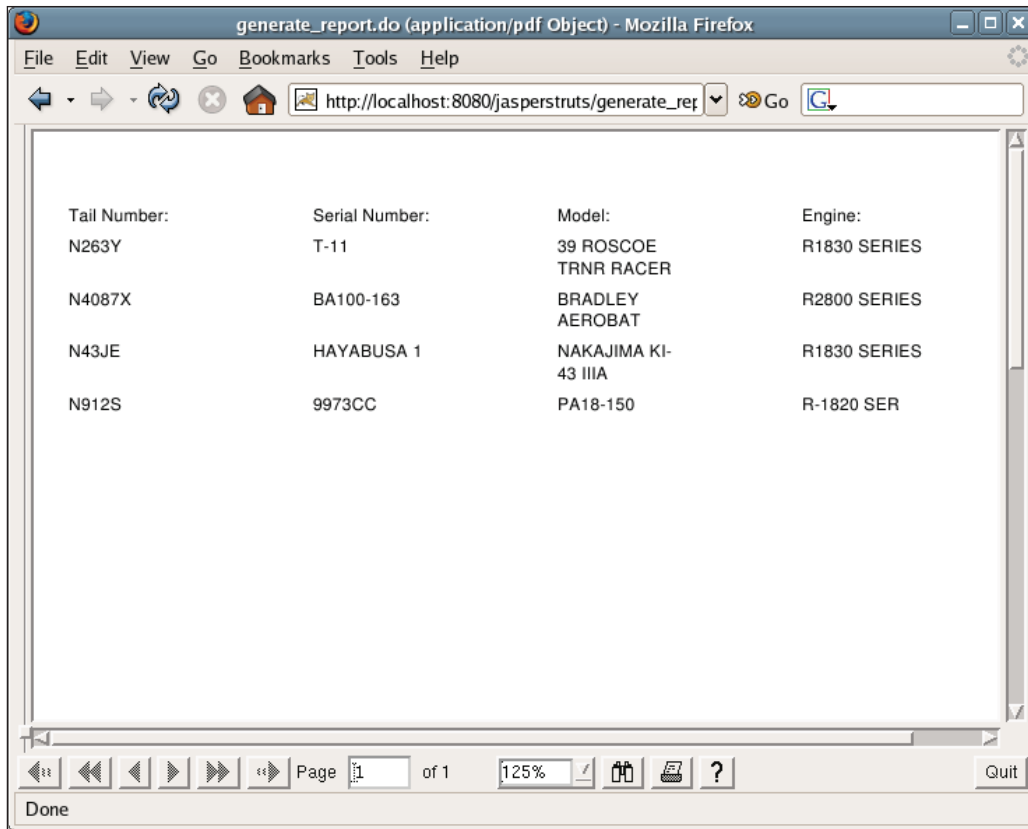 generate_report.do (application/pdf Object) - Mozilla Firefox
File Edit View Go Bookmarks Tools Help
http://localhost:8080/jasperstruts/generate_rep Go G
Tail Number: Serial Number: Model: Engine:
N263Y T-11 39 ROSCOE R1830 SERIES
TRNR RACER
N4087X BA100-163 BRADLEY R2800 SERIES
AEROBAT
N43JE HAYABUSA 1 NAKAJIMA KI- R1830 SERIES
43 IIIA
N912S 9973CC PA18-150 R-1820 SER
Page 1 of 1 125% ? Quit
Done